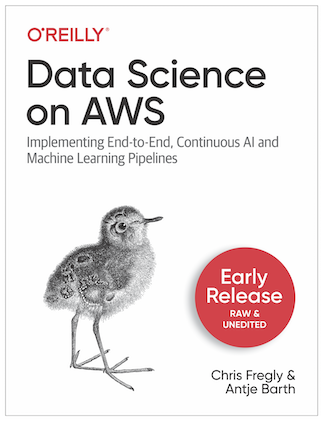 O'REILLY®
Data Science
on AWS
Implementing End-to-End, Continuous AI and
Machine Learning Pipelines
Early
Release
RAW &
UNEDITED
Chris Fregly &
Antje Barth